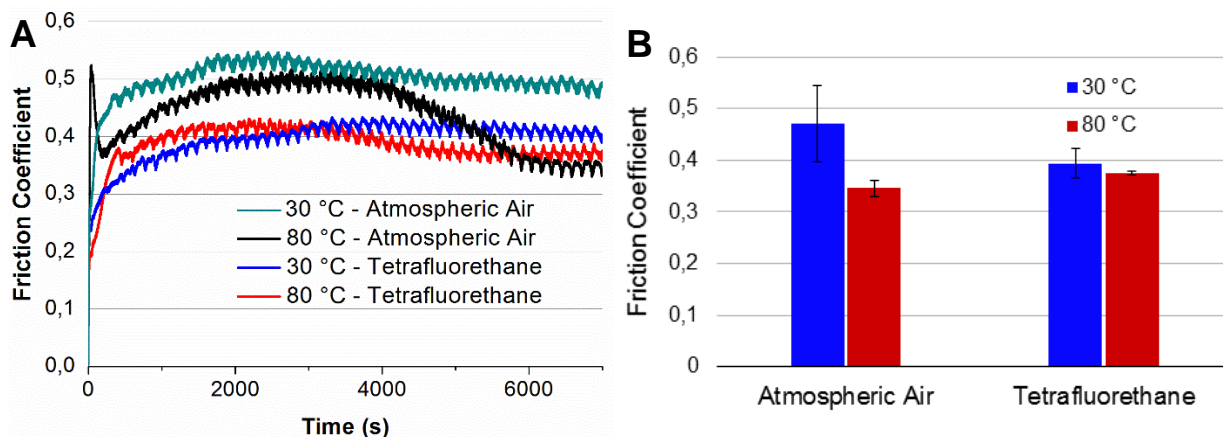 A
Friction Coefficient
0,6
0,5
0,4
0,3
0,2
0,1
0,0
30 °C - Atmospheric Air
80 °C - Atmospheric Air
30 °C - Tetrafluorethane
80 °C - Tetrafluorethane
0
2000
4000
6000
Time (s)
B
Friction Coefficient
0,6
0,5
0,4
0,3
0,2
0,1
0
30 °C
80 °C
Atmospheric Air
Tetrafluorethane